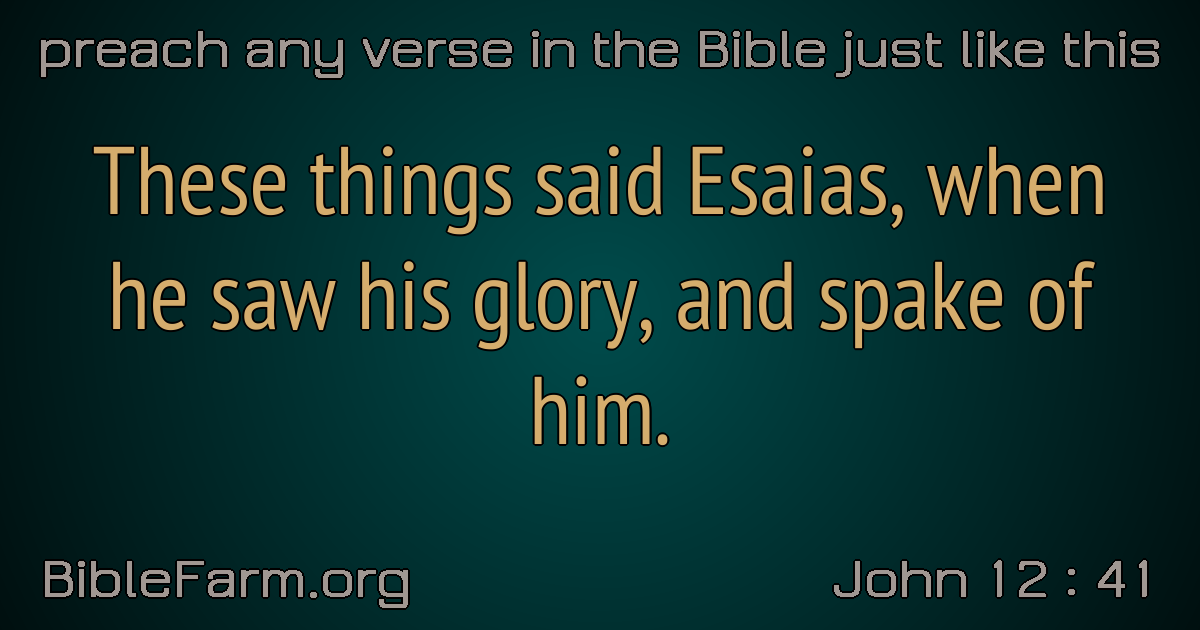 preach any verse in the Bible just like this
These things said Esaias, when
he saw his glory, and spake of
him.
BibleFarm.org
John 12 : 41